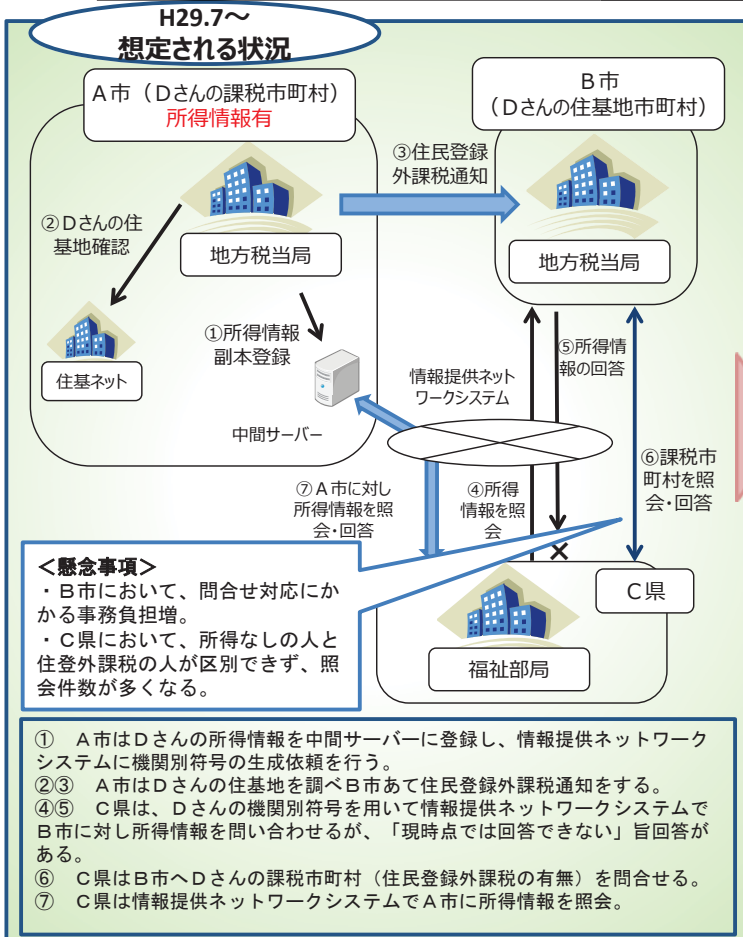 H29.7～
想定される状況
A市（Dさんの課税市町村）
所得情報有
B市
（Dさんの住基地市町村）
③住民登録
外課税通知
②Dさんの住
基地確認
地方税当局
地方税当局
①所得情報
副本登録
住基ネット
中間サーバー
情報提供ネット
ワークシステム
⑤所得情
報の回答
⑥課税市
町村を照
会・回答
⑦A市に対し
所得情報を照
会・回答
④所得
情報を照
会
×
＜懸念事項＞
・B市において、問合せ対応にか
かる事務負担増。
・C県において、所得なしの人と
住登外課税の人が区別できず、照
会件数が多くなる。
C県
福祉部局
①　A市はDさんの所得情報を中間サーバーに登録し、情報提供ネットワーク
システムに機関別符号の生成依頼を行う。
②③　A市はDさんの住基地を調べB市あて住民登録外課税通知をする。
④⑤　C県は、Dさんの機関別符号を用いて情報提供ネットワークシステムで
B市に対し所得情報を問い合わせるが、「現時点では回答できない」旨回答が
ある。
⑥　C県はB市へDさんの課税市町村（住民登録外課税の有無）を問合せる。
⑦　C県は情報提供ネットワークシステムでA市に所得情報を照会。